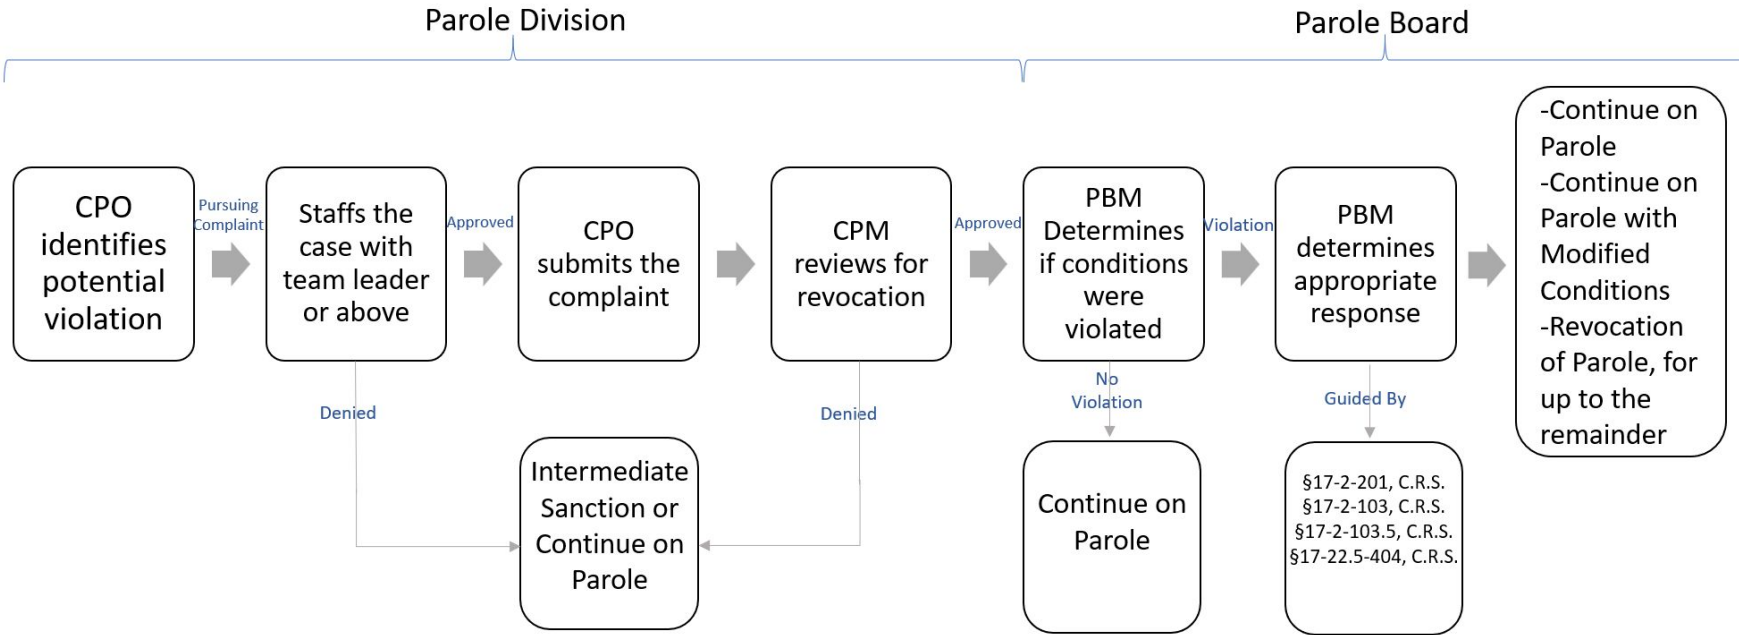 Parole Division
Parole Board
CPO
identifies
potential
violation
Pursuing
Complaint
Staffs the
case with
team leader
or above
Approved
CPO
submits the
complaint
CPM
reviews for
revocation
Approved
PBM
Determines
if conditions
were
violated
Violation
PBM
determines
appropriate
response
-Continue on
Parole
-Continue on
Parole with
Modified
Conditions
-Revocation
of Parole, for
up to the
remainder
Denied
Denied
No
Violation
Guided By
Intermediate
Sanction or
Continue on
Parole
Continue on
Parole
§17-2-201, C.R.S.
§17-2-103, C.R.S.
§17-2-103.5, C.R.S.
§17-22.5-404, C.R.S.